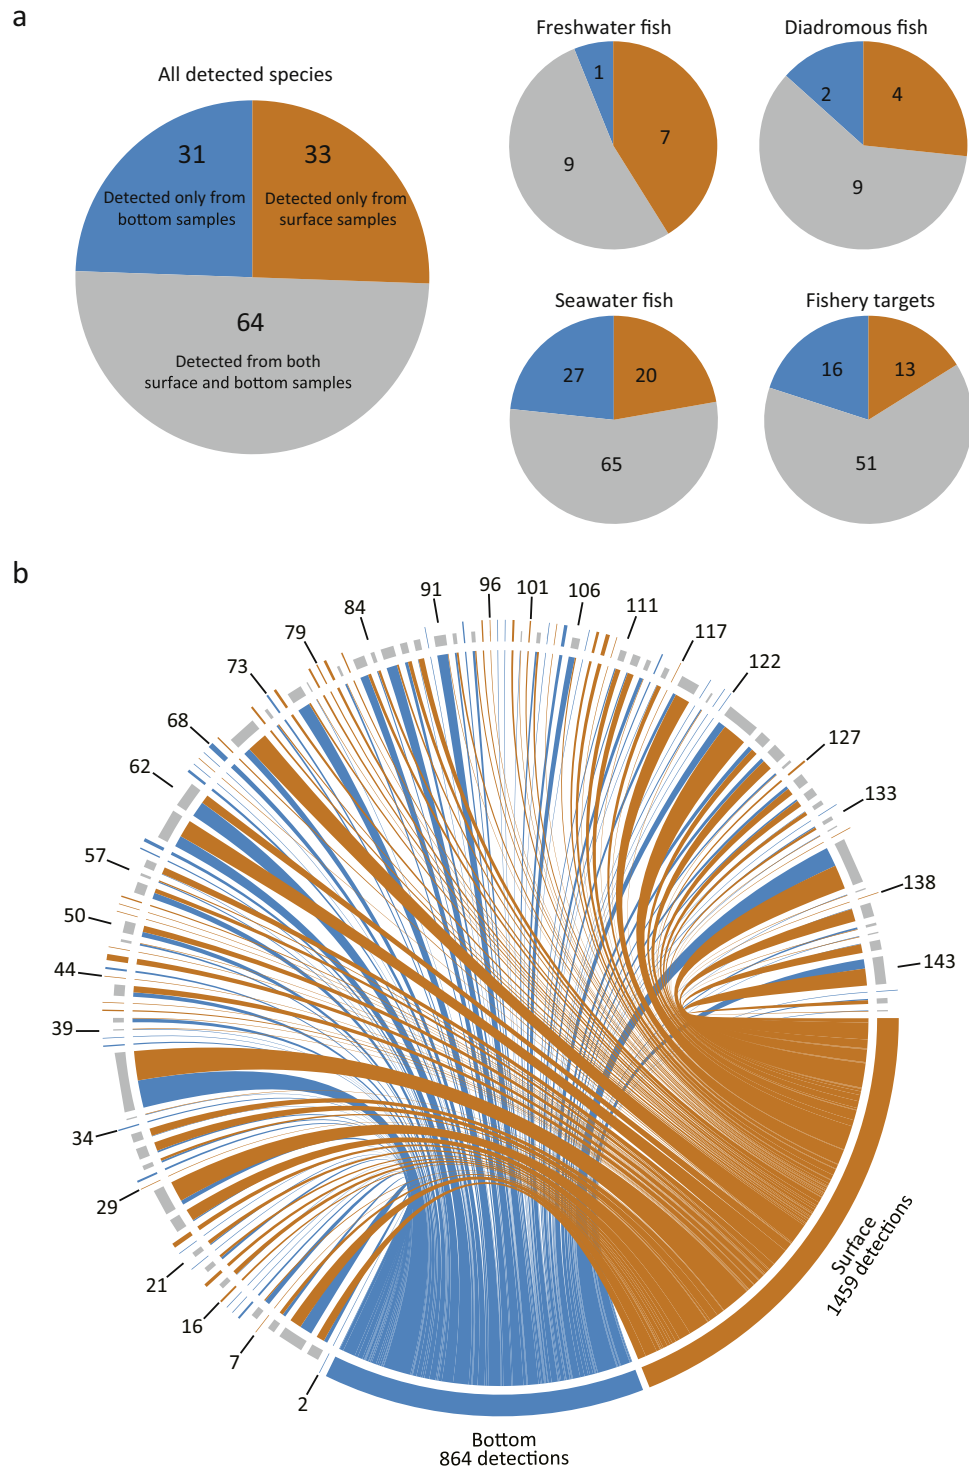 a
All detected species
31
33
Detected only from
bottom samples
Detected only from
surface samples
64
Detected from both
surface and bottom samples
Freshwater fish
1
7
9
Diadromous fish
2
4
9
Seawater fish
27
20
65
Fishery targets
16
13
51
b
2
7
16
21
29
34
39
44
50
57
62
68
73
79
84
91
96
101
106
111
117
122
127
133
138
143
Surface
1459 detections
Bottom
864 detections